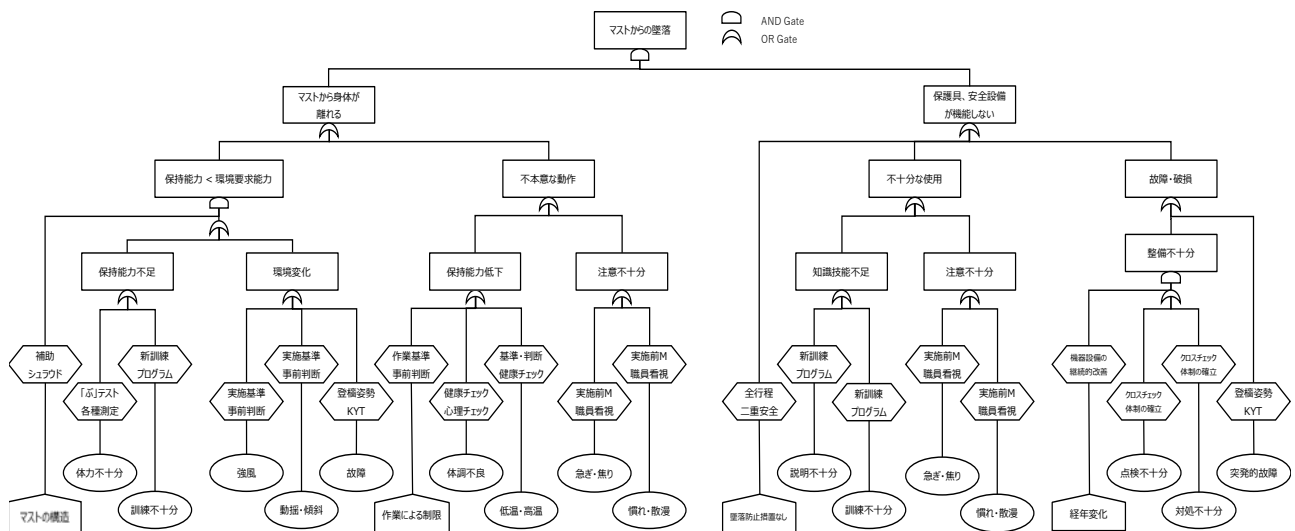 マストからの墜落
AND Gate
OR Gate
マストから身体が
離れる
保護具、安全設備
が機能しない
保持能力 < 環境要求能力
不本意な動作
不十分な使用
故障・破損
保持能力不足
環境変化
保持能力低下
注意不十分
知識技能不足
注意不十分
整備不十分
補助
シュラウド
「ぶ」テスト
各種測定
新訓練
プログラム
実施基準
事前判断
実施基準
事前判断
登檣姿勢
KYT
作業基準
事前判断
健康チェック
心理チェック
基準・判断
健康チェック
実施前M
職員看視
実施前M
職員看視
全行程
二重安全
新訓練
プログラム
新訓練
プログラム
実施前M
職員看視
実施前M
職員看視
機器設備の
継続的改善
クロスチェック
体制の確立
クロスチェック
体制の確立
登檣姿勢
KYT
体力不十分
強風
故障
体調不良
急ぎ・焦り
説明不十分
急ぎ・焦り
点検不十分
突発的故障
マストの構造
訓練不十分
動揺・傾斜
作業による制限
低温・高温
慣れ・散漫
墜落防止措置なし
訓練不十分
慣れ・散漫
経年変化
対処不十分